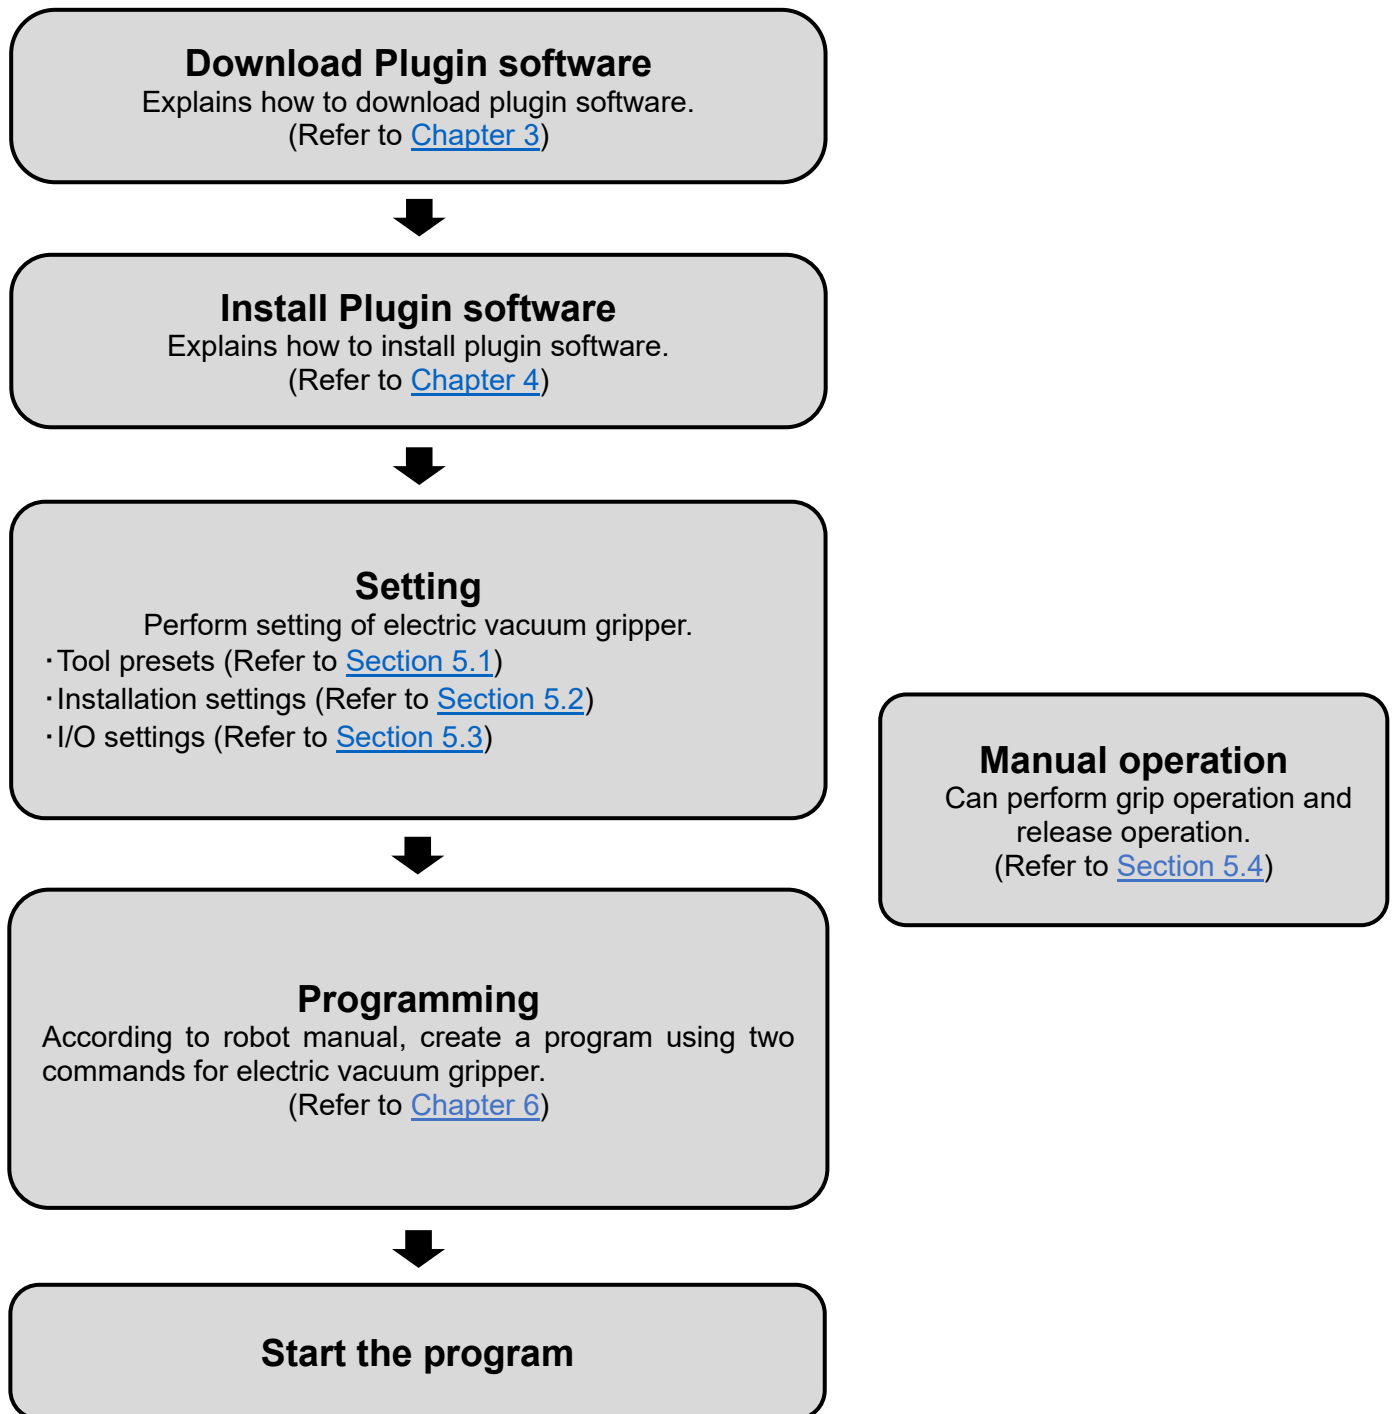 Download Plugin software
Explains how to download plugin software.
(Refer to Chapter 3)
Install Plugin software
Explains how to install plugin software.
(Refer to Chapter 4)
Setting
Perform setting of electric vacuum gripper.
・Tool presets (Refer to Section 5.1)
・Installation settings (Refer to Section 5.2)
・I/O settings (Refer to Section 5.3)
Manual operation
Can perform grip operation and
release operation.
(Refer to Section 5.4)
Programming
According to robot manual, create a program using two
commands for electric vacuum gripper.
(Refer to Chapter 6)
Start the program